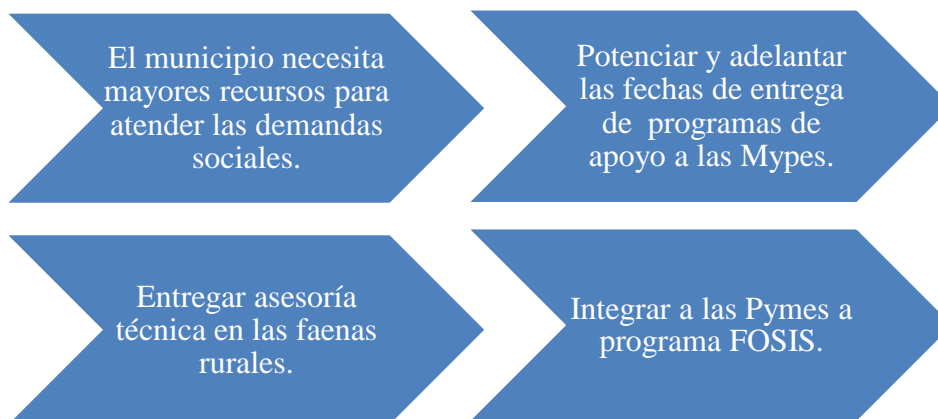 El municipio necesita
mayores recursos para
atender las demandas
sociales.
Potenciar y adelantar
las fechas de entrega
de programas de
apoyo a las Mypes.
Entregar asesoría
técnica en las faenas
rurales.
Integrar a las Pymes a
programa FOSIS.